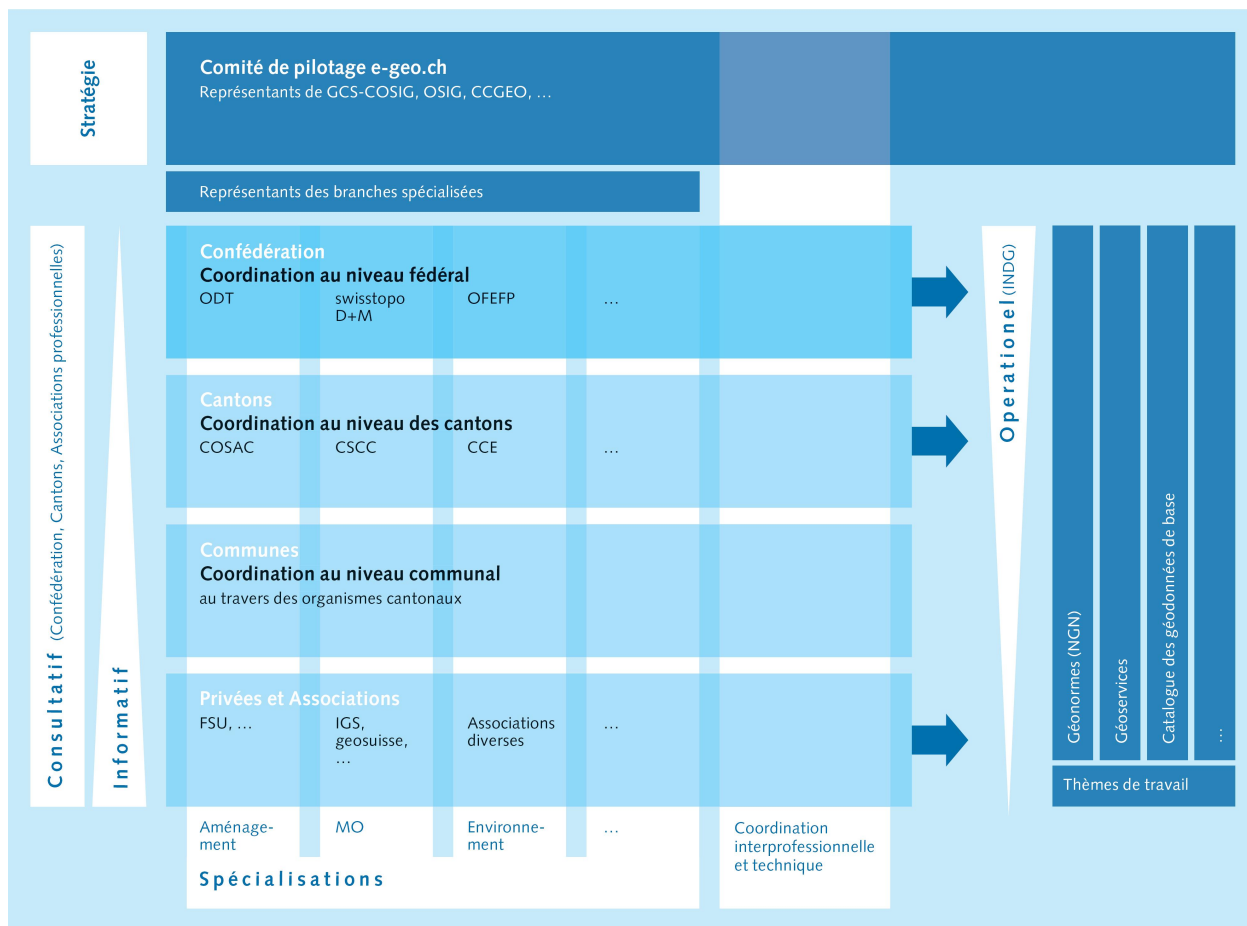 Stratégie
Comité de pilotage e-geo.ch
Représentants de GCS-COSIG, OSIG, CCGEO, …
Représentants des branches spécialisées
Consultatif (Confédération, Cantons, Associations professionnelles)
Informatif
Confédération
Coordination au niveau fédéral
ODT
swisstopo
D+M
OFEFP
…
Cantons
Coordination au niveau des cantons
COSAC
CSCC
CCE
…
Communes
Coordination au niveau communal
au travers des organismes cantonaux
Privées et Associations
FSU, …
IGS,
geosuisse,
…
Associations
diverses
…
Aménage-
ment
MO
Environne-
ment
…
Spécialisations
Coordination
interprofessionnelle
et technique
Operationel (INDG)
Géonormes (NGN)
Géoservices
Catalogue des géodonnées de base
…
Thèmes de travail